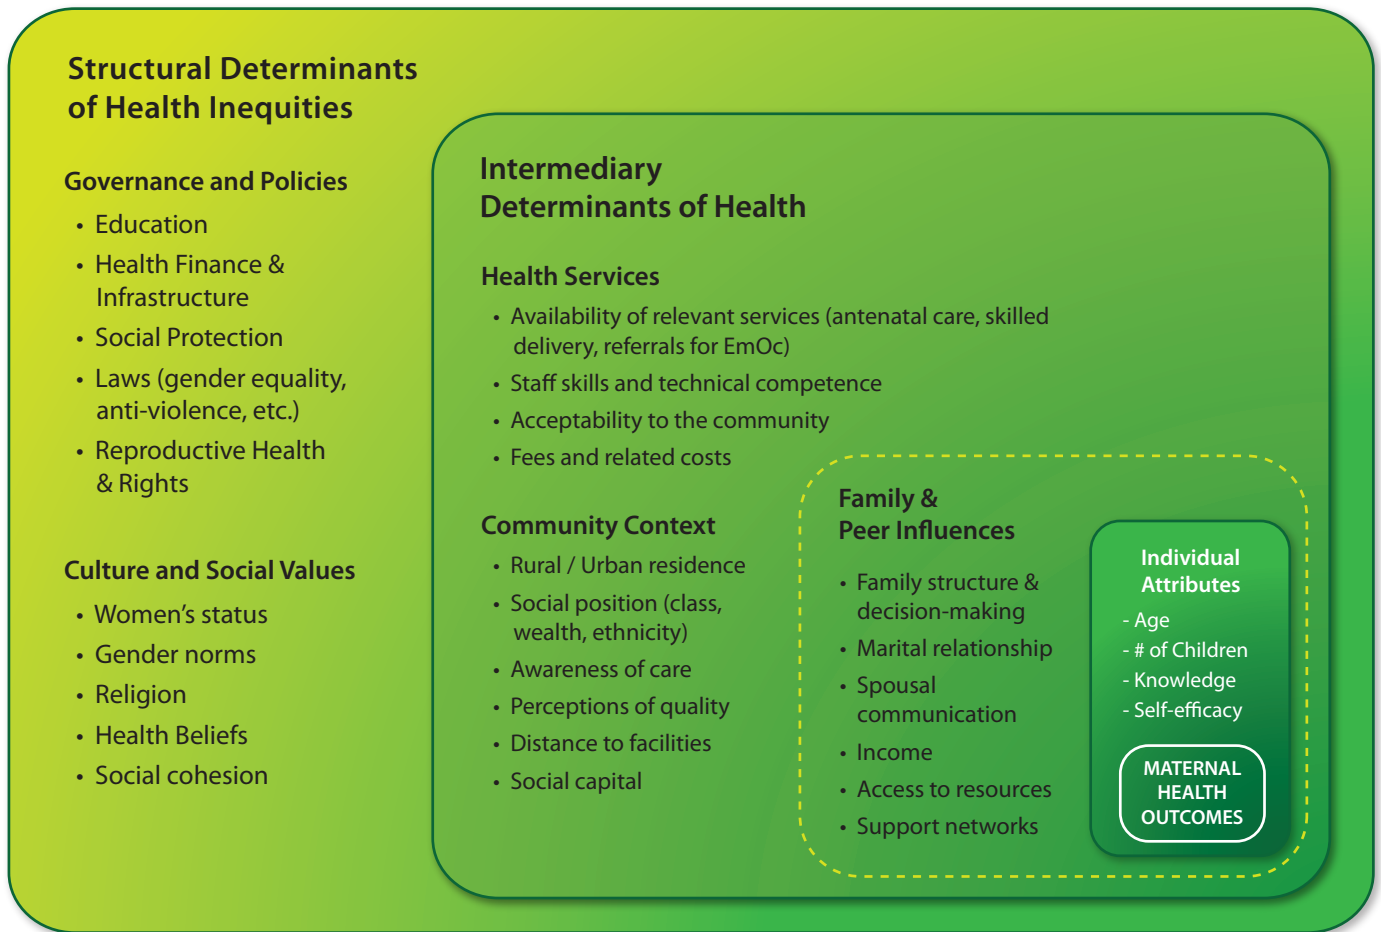 Structural Determinants
of Health Inequities
Governance and Policies
• Education
• Health Finance &
Infrastructure
• Social Protection
• Laws (gender equality,
anti-violence, etc.)
• Reproductive Health
& Rights
Culture and Social Values
• Women’s status
• Gender norms
• Religion
• Health Beliefs
• Social cohesion
Intermediary
Determinants of Health
Health Services
• Availability of relevant services (antenatal care, skilled
delivery, referrals for EmOc)
• Staff skills and technical competence
• Acceptability to the community
• Fees and related costs
Community Context
• Rural / Urban residence
• Social position (class,
wealth, ethnicity)
• Awareness of care
• Perceptions of quality
• Distance to facilities
• Social capital
Family &
Peer Influences
• Family structure &
decision-making
• Marital relationship
• Spousal
communication
• Income
• Access to resources
• Support networks
Individual
Attributes
- Age
- # of Children
- Knowledge
- Self-efficacy
MATERNAL
HEALTH
OUTCOMES